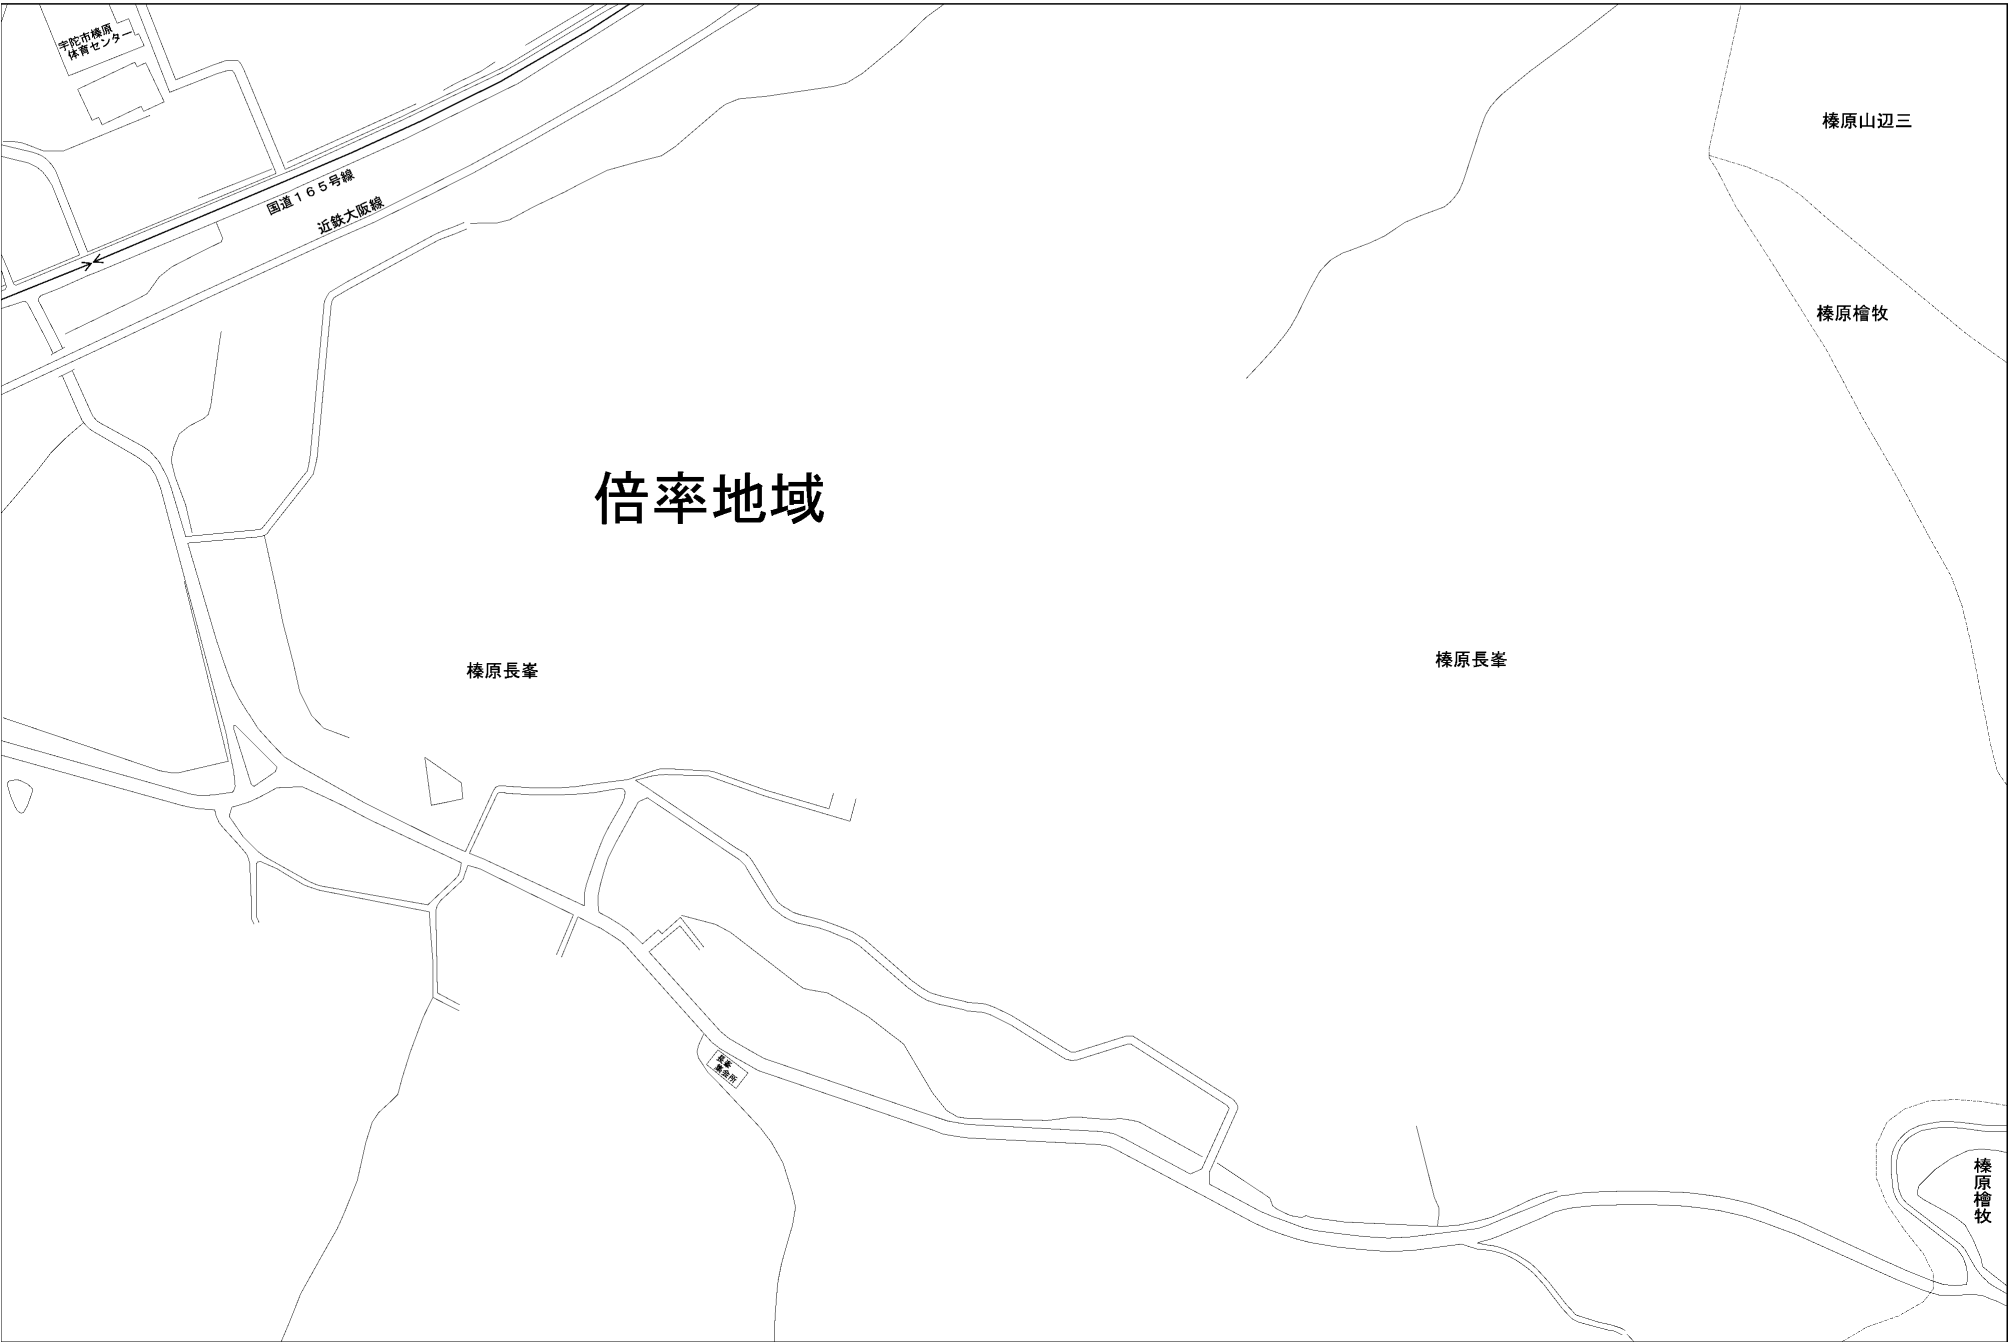 宇陀市榛原
体育センター
榛原山辺三
国道１６５号線
近鉄大阪線
榛原檜牧
倍率地域
榛原長峯
榛原長峯
長峯
集会所
榛原檜牧